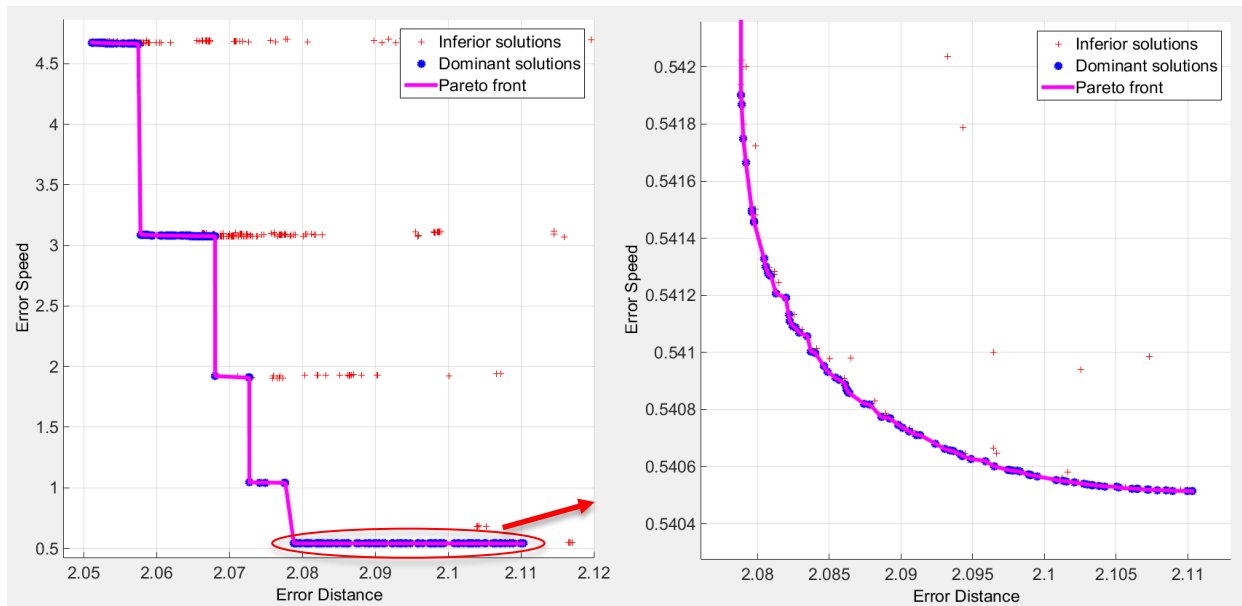 Inferior solutions
Dominant solutions
Pareto front
4.5
4
3.5
3
2.5
2
1.5
1
0.5
Error Speed
2.05 2.06 2.07 2.08 2.09 2.1 2.11 2.12
Error Distance
Inferior solutions
Dominant solutions
Pareto front
0.542
0.5418
0.5416
0.5414
0.5412
0.541
0.5408
0.5406
0.5404
Error Speed
2.08 2.085 2.09 2.095 2.1 2.105 2.11
Error Distance